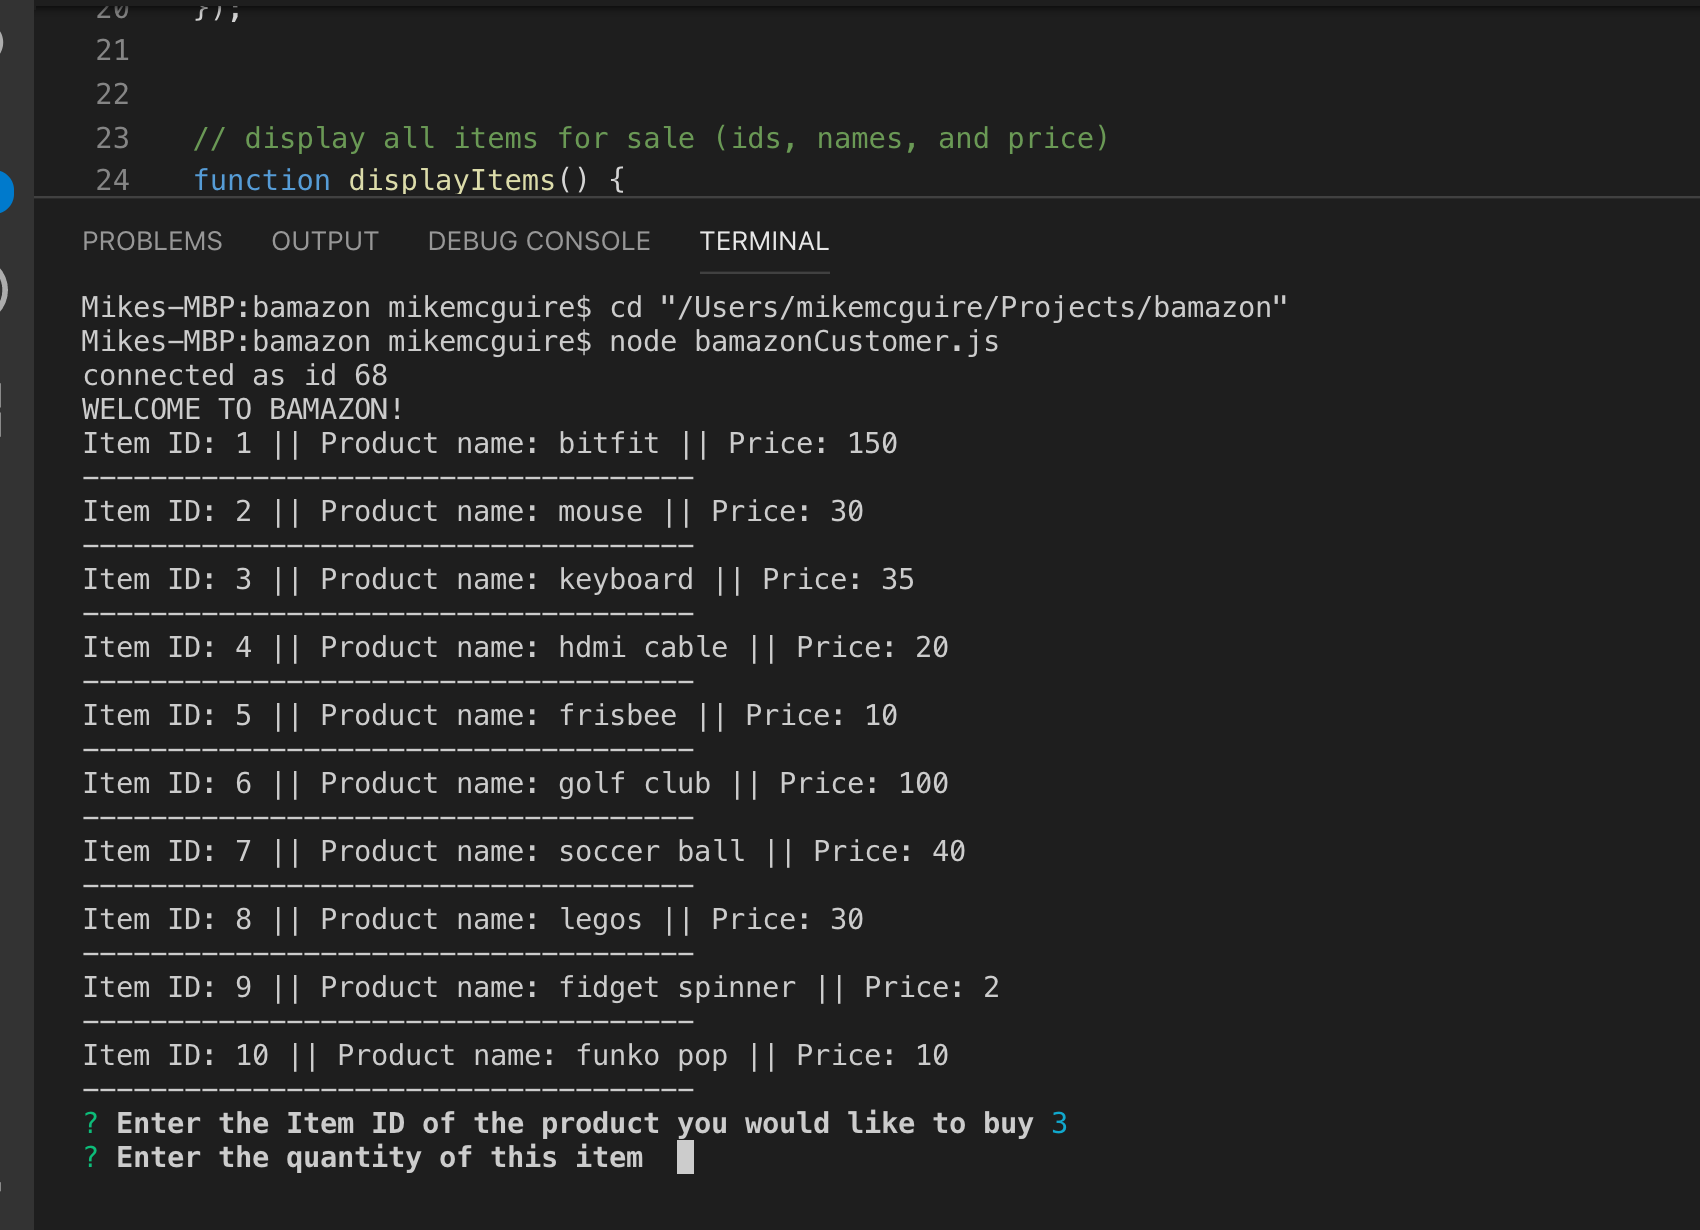 20 });
21
22
23 // display all items for sale (ids, names, and price)
24 function displayItems() {
PROBLEMS OUTPUT DEBUG CONSOLE TERMINAL
Mikes-MBP:bamazon mikemcguire$ cd "/Users/mikemcguire/Projects/bamazon"
Mikes-MBP:bamazon mikemcguire$ node bamazonCustomer.js
connected as id 68
WELCOME TO BAMAZON!
Item ID: 1 || Product name: bitfit || Price: 150
------------------------------------
Item ID: 2 || Product name: mouse || Price: 30
------------------------------------
Item ID: 3 || Product name: keyboard || Price: 35
------------------------------------
Item ID: 4 || Product name: hdmi cable || Price: 20
------------------------------------
Item ID: 5 || Product name: frisbee || Price: 10
------------------------------------
Item ID: 6 || Product name: golf club || Price: 100
------------------------------------
Item ID: 7 || Product name: soccer ball || Price: 40
------------------------------------
Item ID: 8 || Product name: legos || Price: 30
------------------------------------
Item ID: 9 || Product name: fidget spinner || Price: 2
------------------------------------
Item ID: 10 || Product name: funko pop || Price: 10
------------------------------------
? Enter the Item ID of the product you would like to buy 3
? Enter the quantity of this item